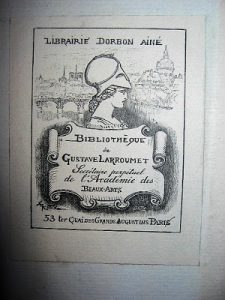 LIBRAIRIE DORBON AINÉ
BIBLIOTHÈQUE
DE
GUSTAVE LARROUMET
Secrétaire perpétuel
de l'Académie des
BEAUX-ARTS
53 ter QUAI DES GRANDS AUGUSTINS PARIS